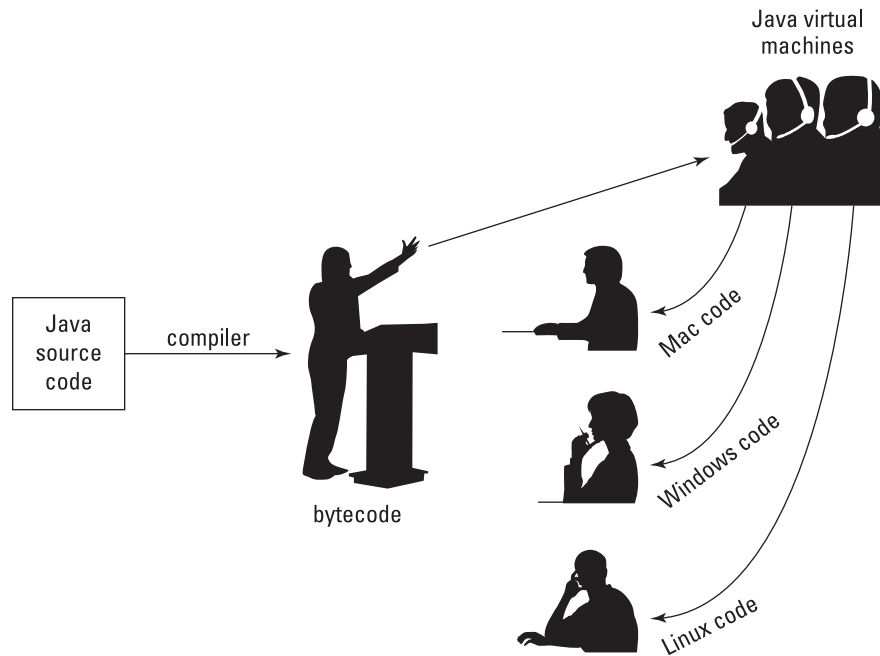 Java virtual
machines
Java
source
code
compiler
bytecode
Mac code
Windows code
Linux code